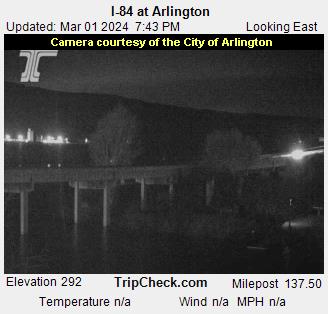 I-84 at Arlington
Updated: Mar 01 2024 7:43 PM Looking East
Camera courtesy of the City of Arlington
Elevation 292 TripCheck.com Milepost 137.50
Temperature n/a Wind n/a MPH n/a